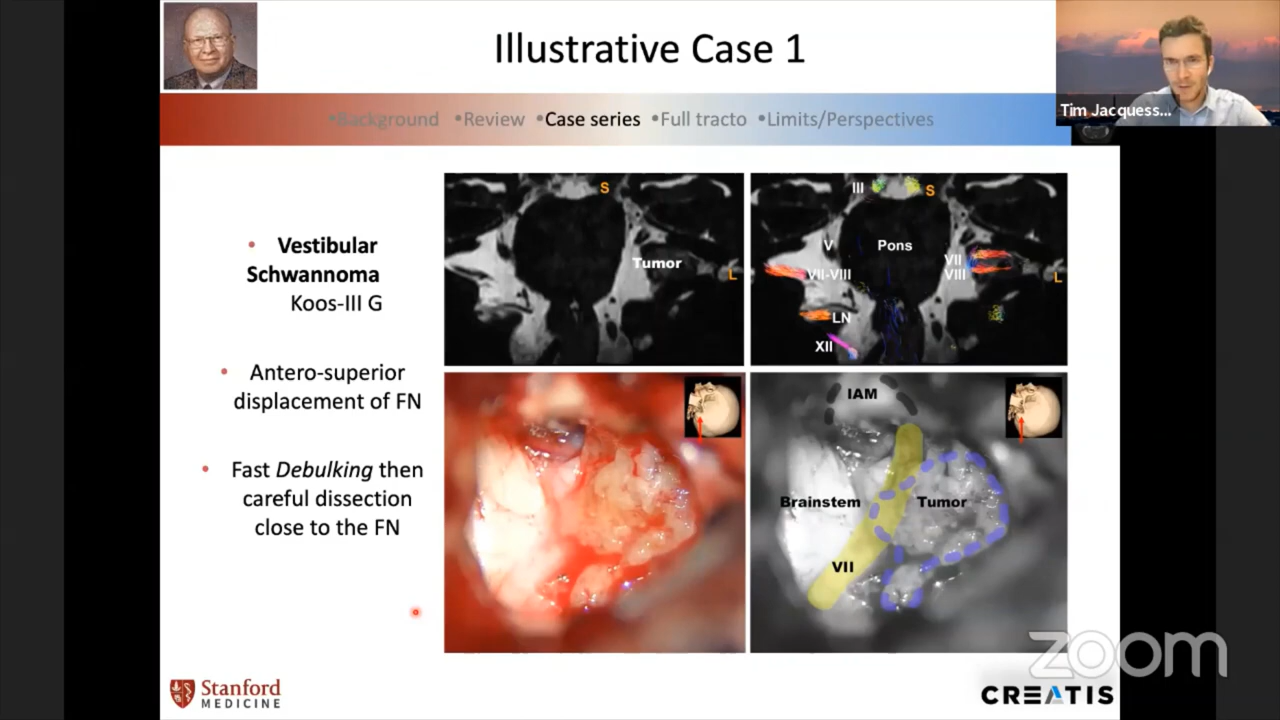 Illustrative Case 1
Tim Jacquess...
•Background •Review •Case series •Full tracto •Limits/Perspectives
• Vestibular
Schwannoma
Koos-III G
• Antero-superior
displacement of FN
• Fast Debulking then
careful dissection
close to the FN
S
Tumor
L
III
S
V
Pons
VII
VII-VIII
VIII
L
LN
XII
IAM
Brainstem
Tumor
VII
Stanford
MEDICINE
CREATIS
zoom